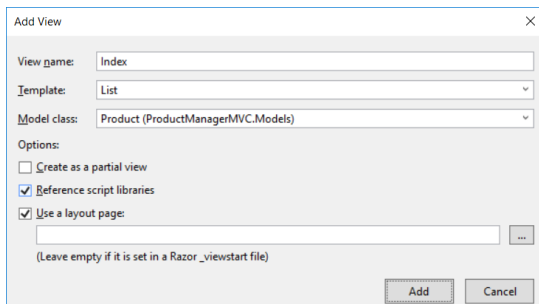 Add View
View name: Index
Template: List
Model class: Product (ProductManagerMVC.Models)
Options:
Create as a partial view
Reference script libraries
Use a layout page:
...
(Leave empty if it is set in a Razor _viewstart file)
Add Cancel